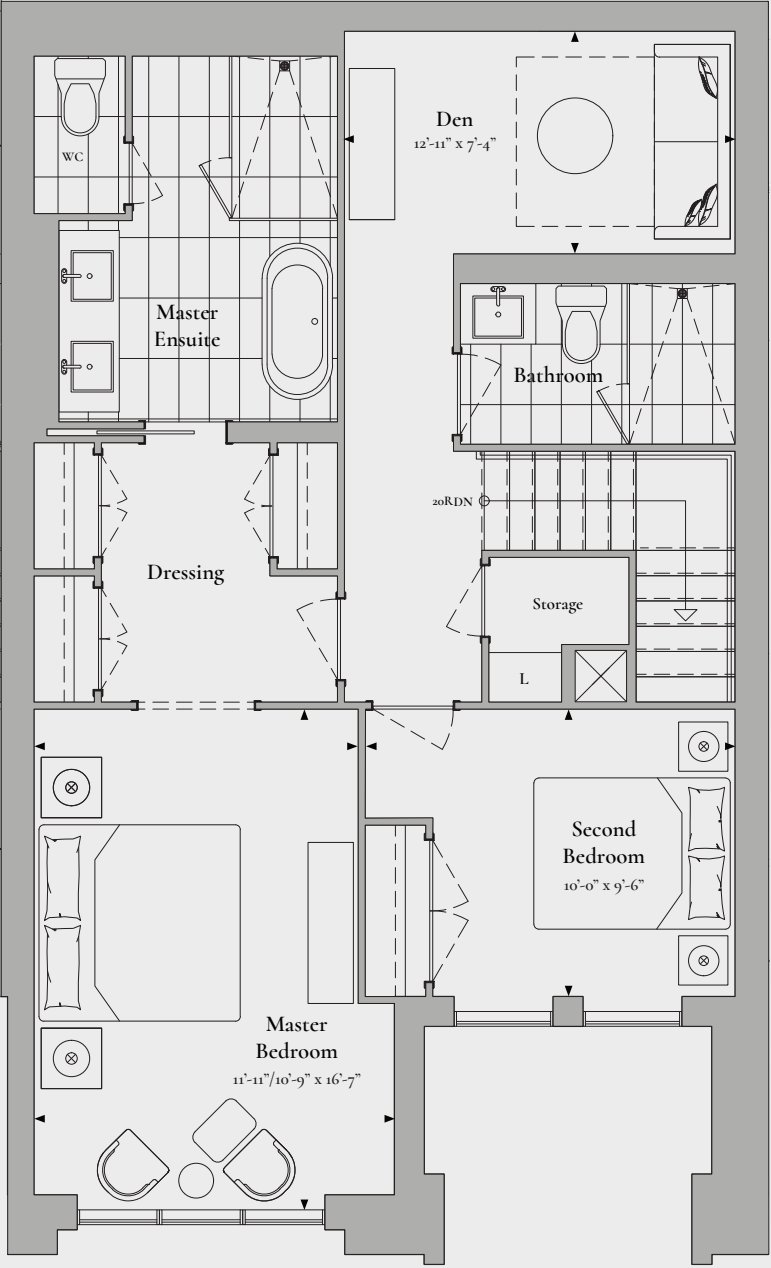 Den
12’-11” x 7’-4”
WC
Master
Ensuite
Bathroom
20RDN
Dressing
Storage
L
Second
Bedroom
10’-0” x 9’-6”
Master
Bedroom
11’-11”/10’-9” x 16’-7”